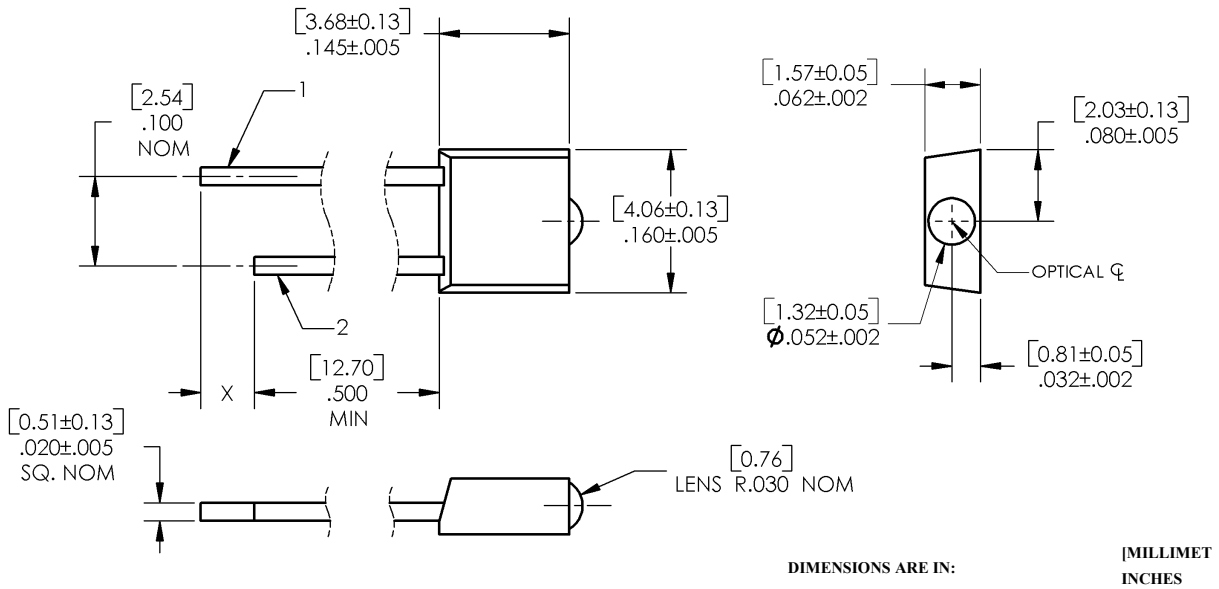 [3.68±0.13]
.145±.005
[2.54]
.100
NOM
1
[4.06±0.13]
.160±.005
2
[12.70]
.500
MIN
X
[0.51±0.13]
.020±.005
SQ. NOM
[0.76]
LENS R.030 NOM
[1.57±0.05]
.062±.002
[2.03±0.13]
.080±.005
OPTICAL ℄
[1.32±0.05]
Ø.052±.002
[0.81±0.05]
.032±.002
DIMENSIONS ARE IN:
[MILLIMET
INCHES